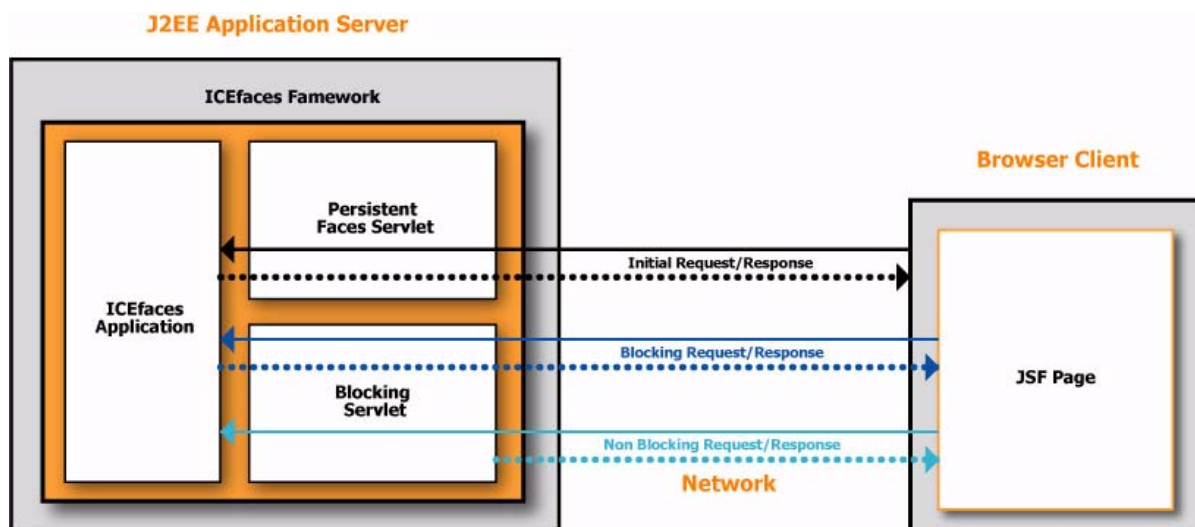 J2EE Application Server
ICEfaces Famework
Browser Client
Persistent
Faces Servlet
Initial Request/Response
ICEfaces
Application
Blocking Request/Response
JSF Page
Blocking
Servlet
Non Blocking Request/Response
Network